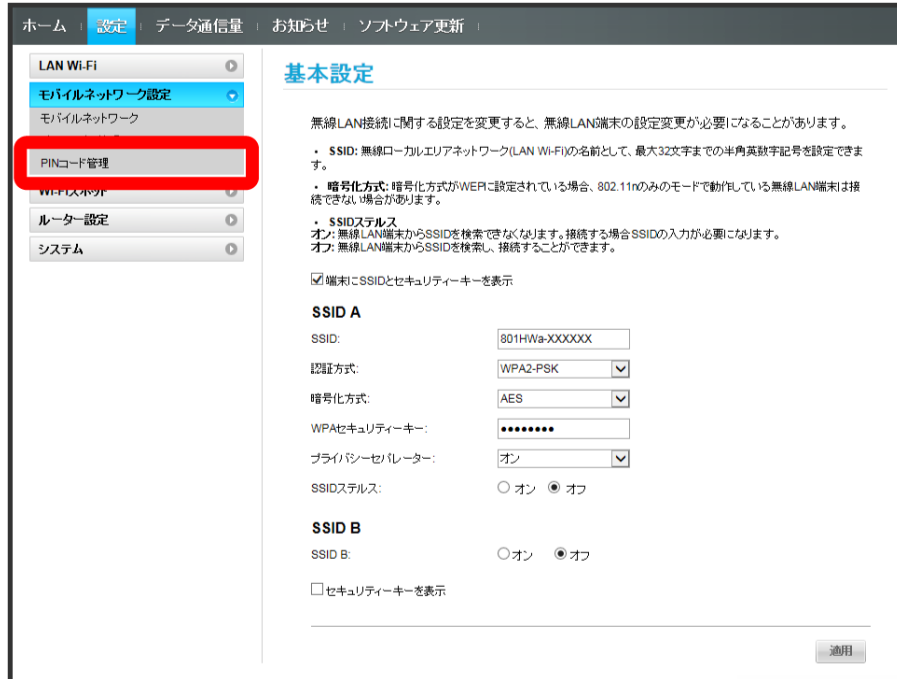 ホーム 設定 データ通信量 お知らせ ソフトウェア更新
LAN Wi-Fi
モバイルネットワーク設定
モバイルネットワーク
PINコード管理
Wi-Fiスポット
ルーター設定
システム
基本設定
無線LAN接続に関する設定を変更すると、無線LAN端末の設定変更が必要になることがあります。
・ SSID: 無線ローカルエリアネットワーク(LAN Wi-Fi)の名前として、最大32文字までの半角英数字記号を設定できま
す。
・ 暗号化方式: 暗号化方式がWEPに設定されている場合、802.11nのみのモードで動作している無線LAN端末は接
続できない場合があります。
・ SSIDステルス
オン: 無線LAN端末からSSIDを検索できなくなります。接続する場合SSIDの入力が必要になります。
オフ: 無線LAN端末からSSIDを検索し、接続することができます。
端末にSSIDとセキュリティーキーを表示
SSID A
SSID: 801HWa-XXXXXX
認証方式: WPA2-PSK
暗号化方式: AES
WPAセキュリティーキー: ●●●●●●●●
プライバシーセパレーター: オン
SSIDステルス: オン オフ
SSID B
SSID B: オン オフ
セキュリティーキーを表示
適用